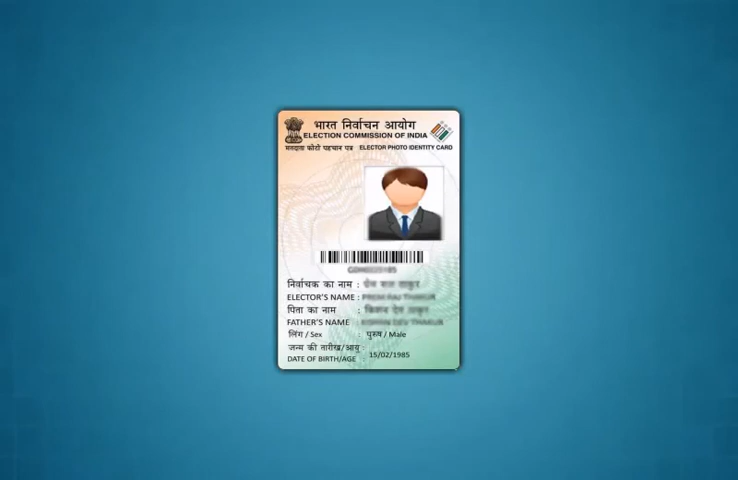 भारत निर्वाचन आयोग
ELECTION COMMISSION OF INDIA
मतदाता फोटो पहचान पत्र ELECTOR PHOTO IDENTITY CARD
निर्वाचक का नाम :
ELECTOR'S NAME :
पिता का नाम :
FATHER'S NAME :
लिंग / Sex : पुरुष / Male
जन्म की तारीख/आयु :
DATE OF BIRTH/AGE : 15/02/1985